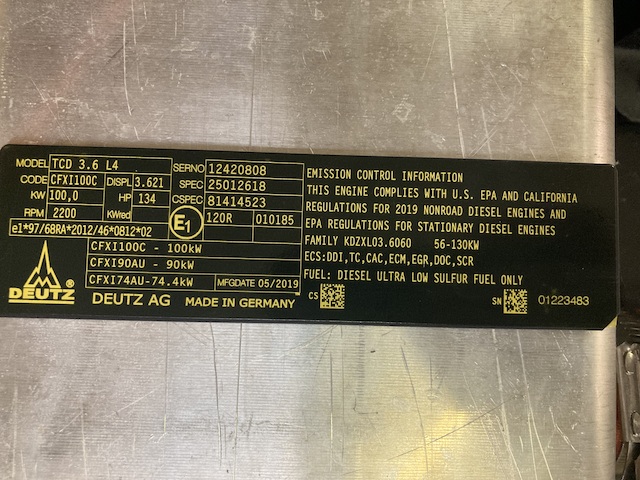 MODEL TCD 3.6 L4
CODE CFXI100C DISPL 3.621
KW 100,0 HP 134
RPM 2200 KWred
e1*97/68RA*2012/46*0812*02
SERNO 12420808
SPEC 25012618
CSPEC 81414523
E1 120R 010185
CFXI100C - 100kW
CFXI90AU - 90kW
CFXI74AU-74.4kW MFGDATE 05/2019
DEUTZ DEUTZ AG MADE IN GERMANY
EMISSION CONTROL INFORMATION
THIS ENGINE COMPLIES WITH U.S. EPA AND CALIFORNIA
REGULATIONS FOR 2019 NONROAD DIESEL ENGINES AND
EPA REGULATIONS FOR STATIONARY DIESEL ENGINES
FAMILY KDZXL03.6060 56-130KW
ECS:DDI,TC,CAC,ECM,EGR,DOC,SCR
FUEL: DIESEL ULTRA LOW SULFUR FUEL ONLY
CS SN 01223483